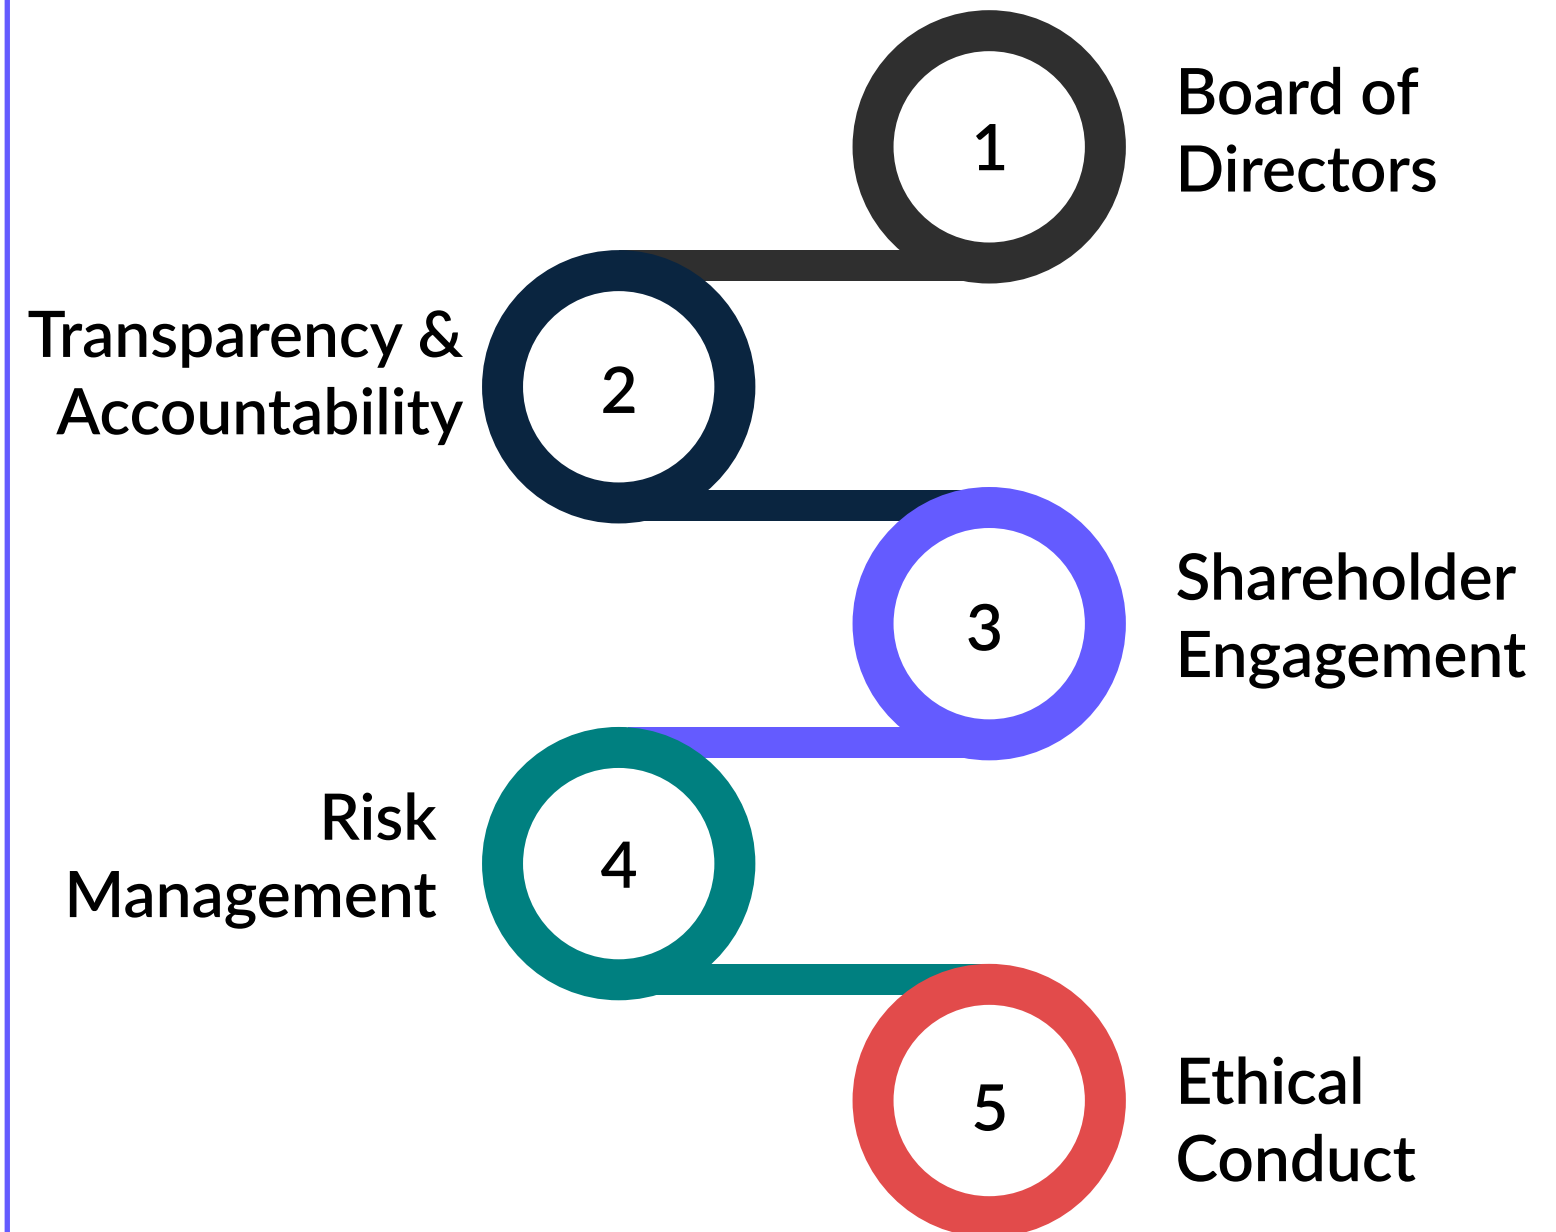 1
Board of
Directors
Transparency &
Accountability
2
3
Shareholder
Engagement
Risk
Management
4
5
Ethical
Conduct